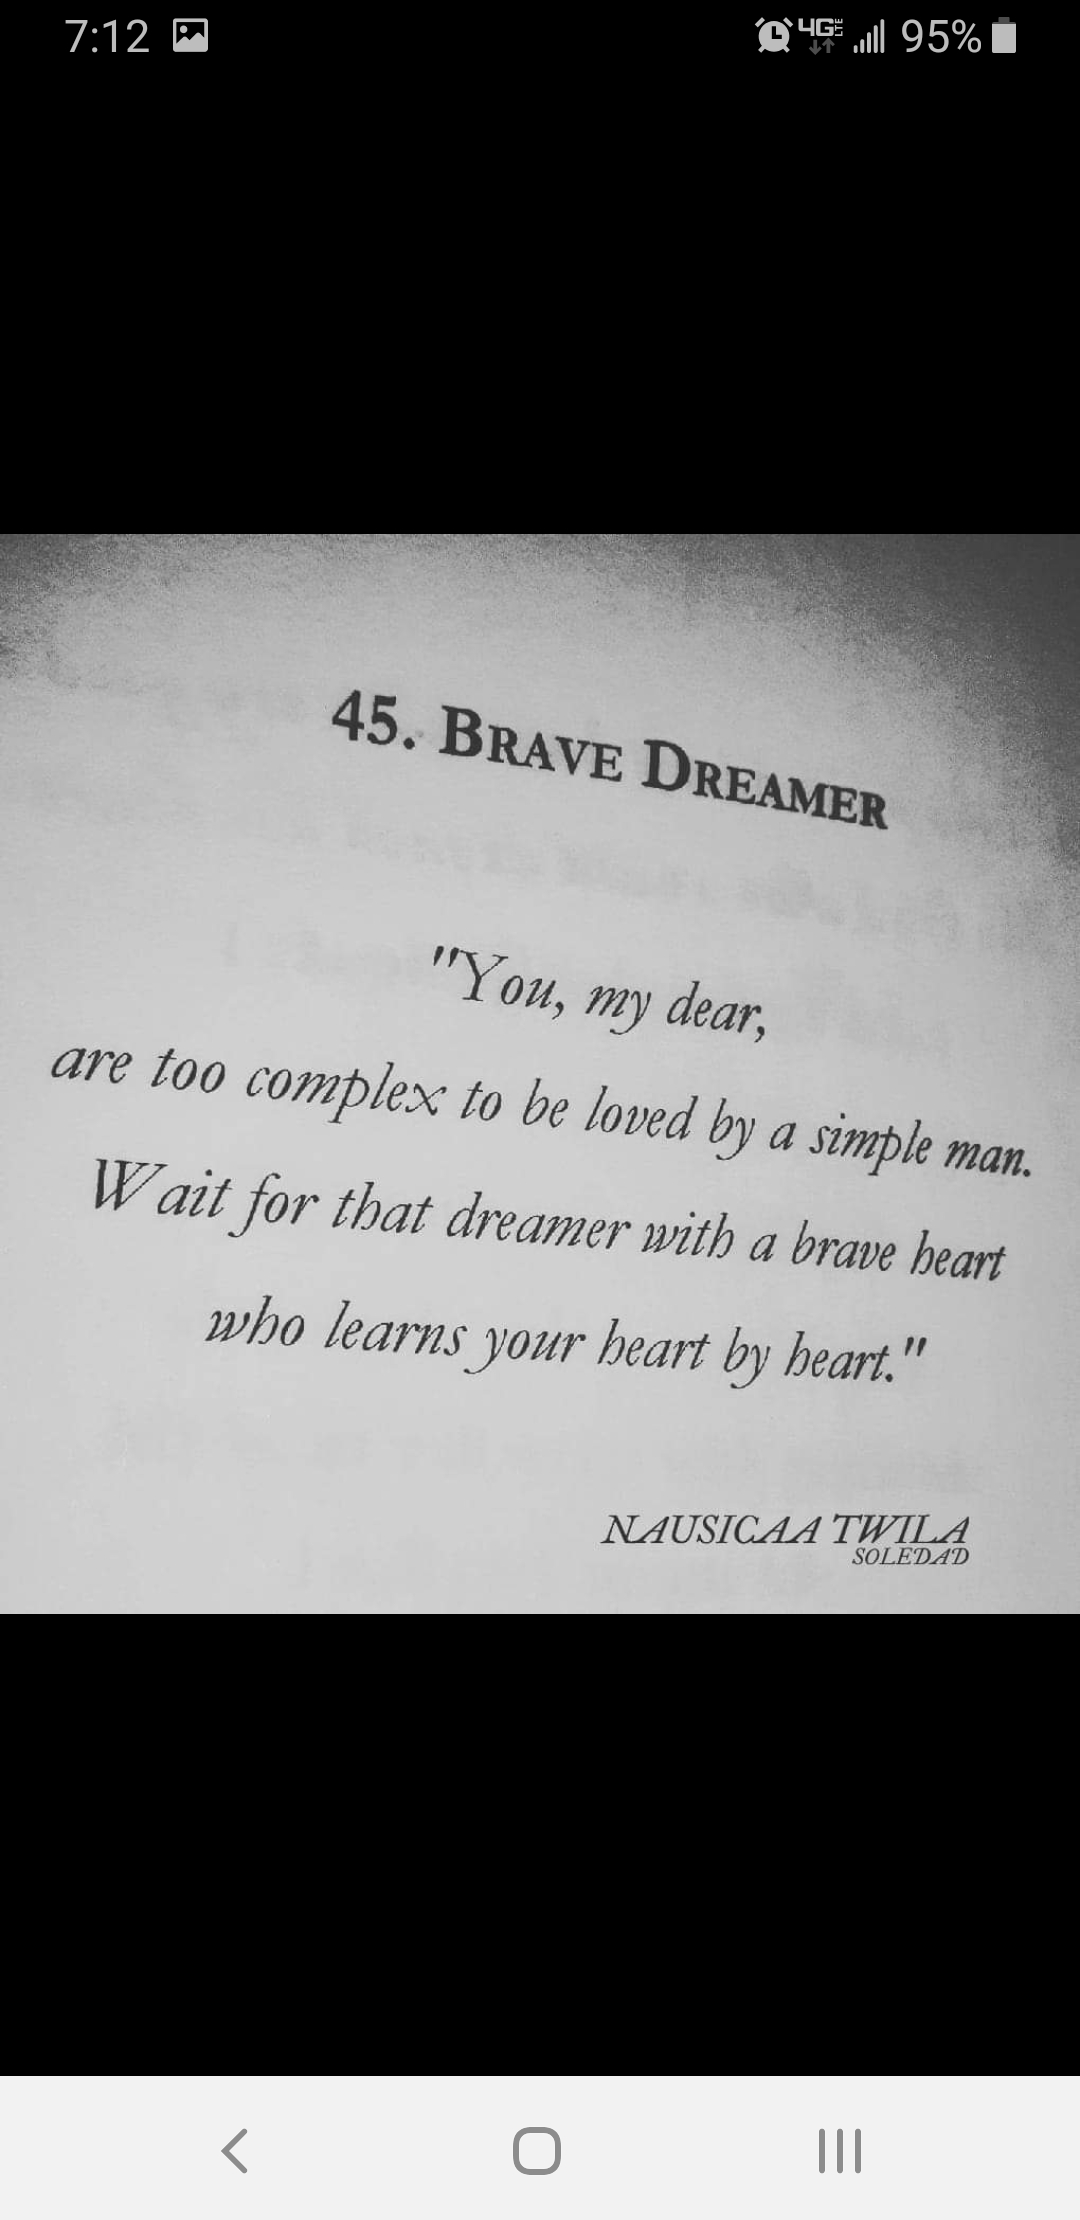 7:12 4G LTE 95%
45. BRAVE DREAMER
"You, my dear,
are too complex to be loved by a simple man.
Wait for that dreamer with a brave heart
who learns your heart by heart."
NAUSICAA TWILA
SOLEDAD